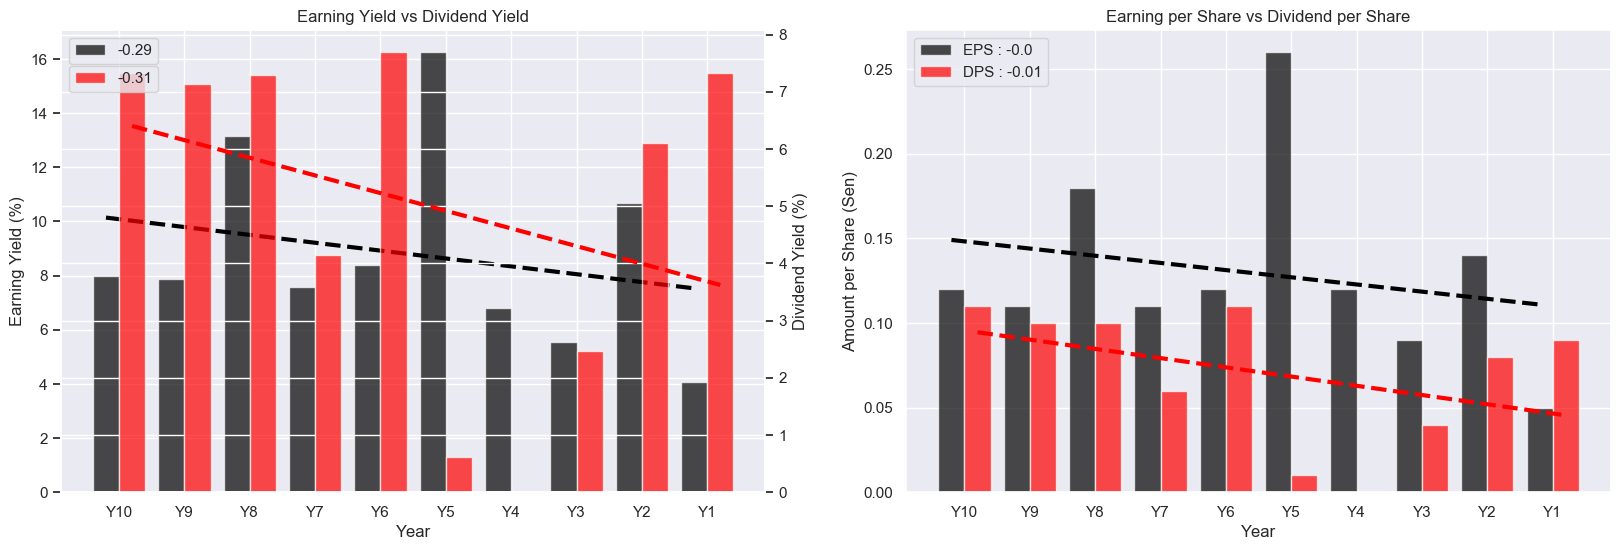 Earning Yield vs Dividend Yield
-0.29
-0.31
16
14
12
10
8
6
4
2
0
Earning Yield (%)
8
7
6
5
4
3
2
1
0
Dividend Yield (%)
Y10 Y9 Y8 Y7 Y6 Y5 Y4 Y3 Y2 Y1
Year
Earning per Share vs Dividend per Share
EPS : -0.0
DPS : -0.01
0.25
0.20
0.15
0.10
0.05
0.00
Amount per Share (Sen)
Y10 Y9 Y8 Y7 Y6 Y5 Y4 Y3 Y2 Y1
Year